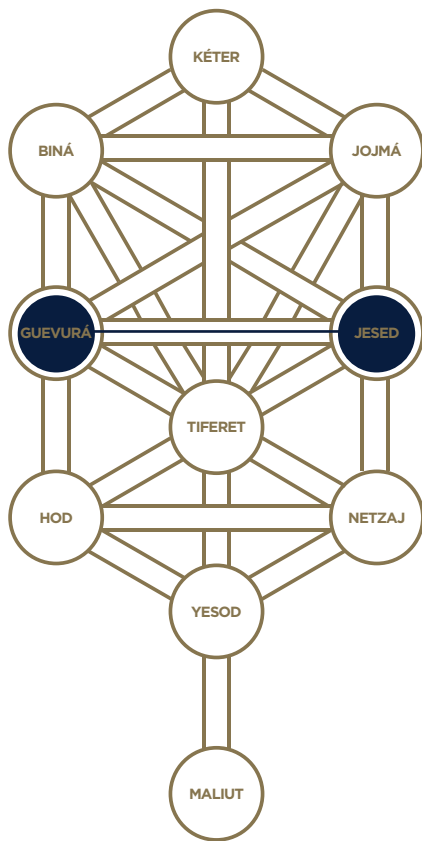 KÉTER
BINÁ
JOJMÁ
GUEVURÁ
JESED
TIFERET
HOD
NETZAJ
YESOD
MALIUT